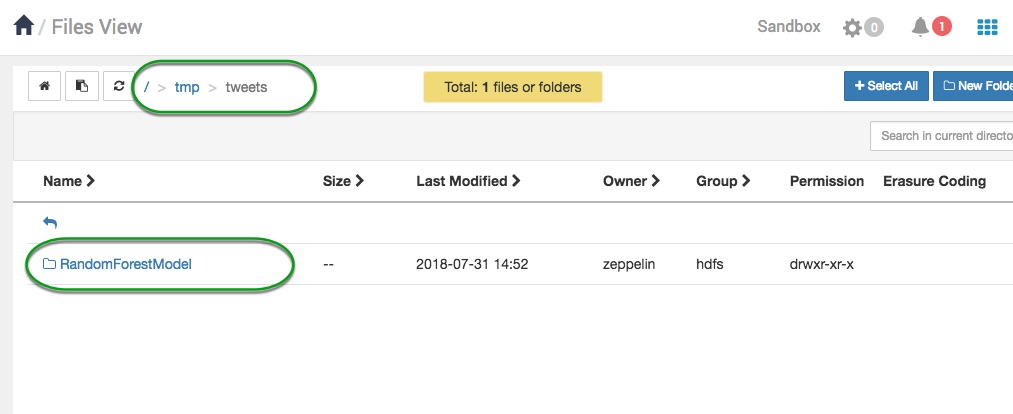 / Files View
Sandbox 0 1
/ > tmp > tweets
Total: 1 files or folders
+ Select All
New Folde
Search in current directo
Name Size Last Modified Owner Group Permission Erasure Coding
RandomForestModel -- 2018-07-31 14:52 zeppelin hdfs drwxr-xr-x